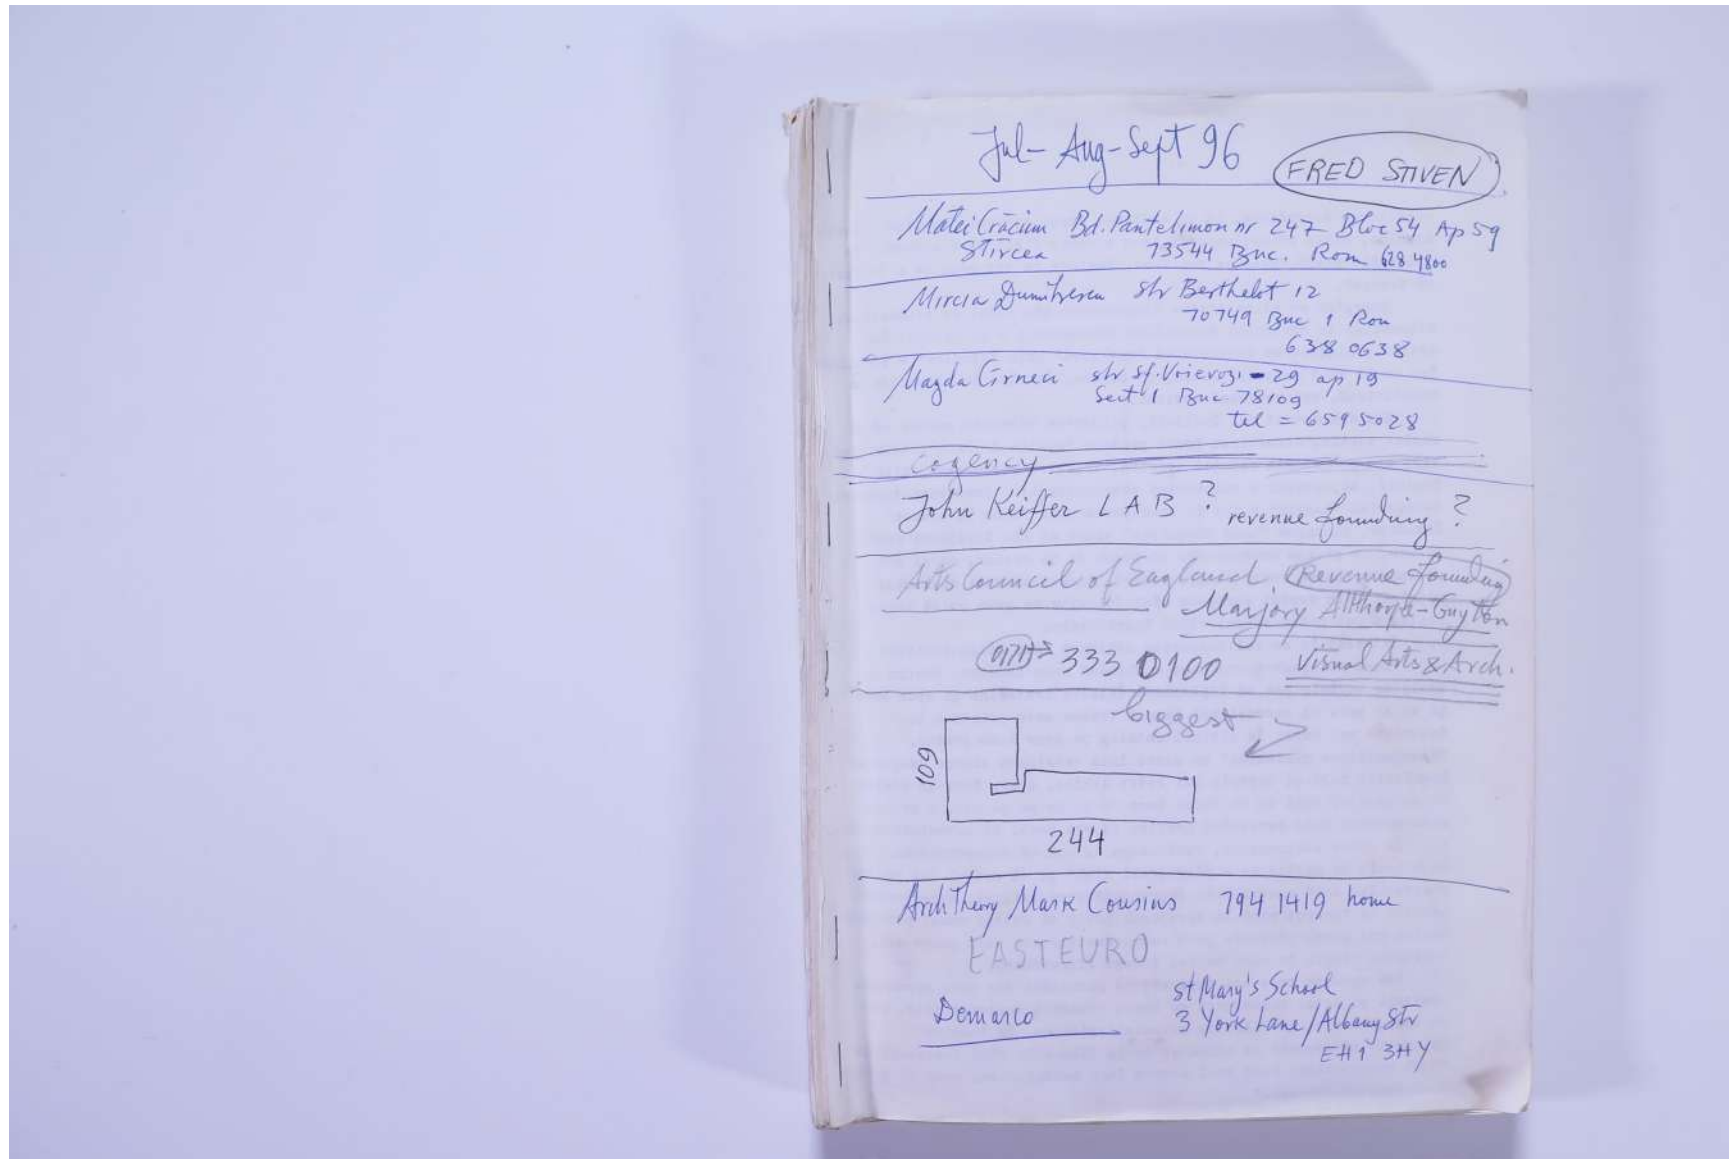 Jul - Aug - Sept 96 FRED STIVEN
Matei Crăciun Bd. Pantelimon nr 247 Bloc 54 Ap 59
Stircea 73544 Buc. Rom 628 4800
Mircia Dumitrescu str Berthelot 12
70749 Buc 1 Rom
638 0638
Magda Cîrneci str Sf. 29 ap 19
Sect 1 Buc 78109
tel = 659 5028
cogency
John Keiffer LAB ? revenue founding ?
Arts Council of England Revenue founding
Marjory Allthorpe-Guyton
0171 333 0100 Visual Arts & Arch.
biggest
109
244
Arch Theory Mark Cousins 794 1419 home
EASTEURO
St Mary's School
Demarco 3 York Lane/Albany Str
EH1 3HY